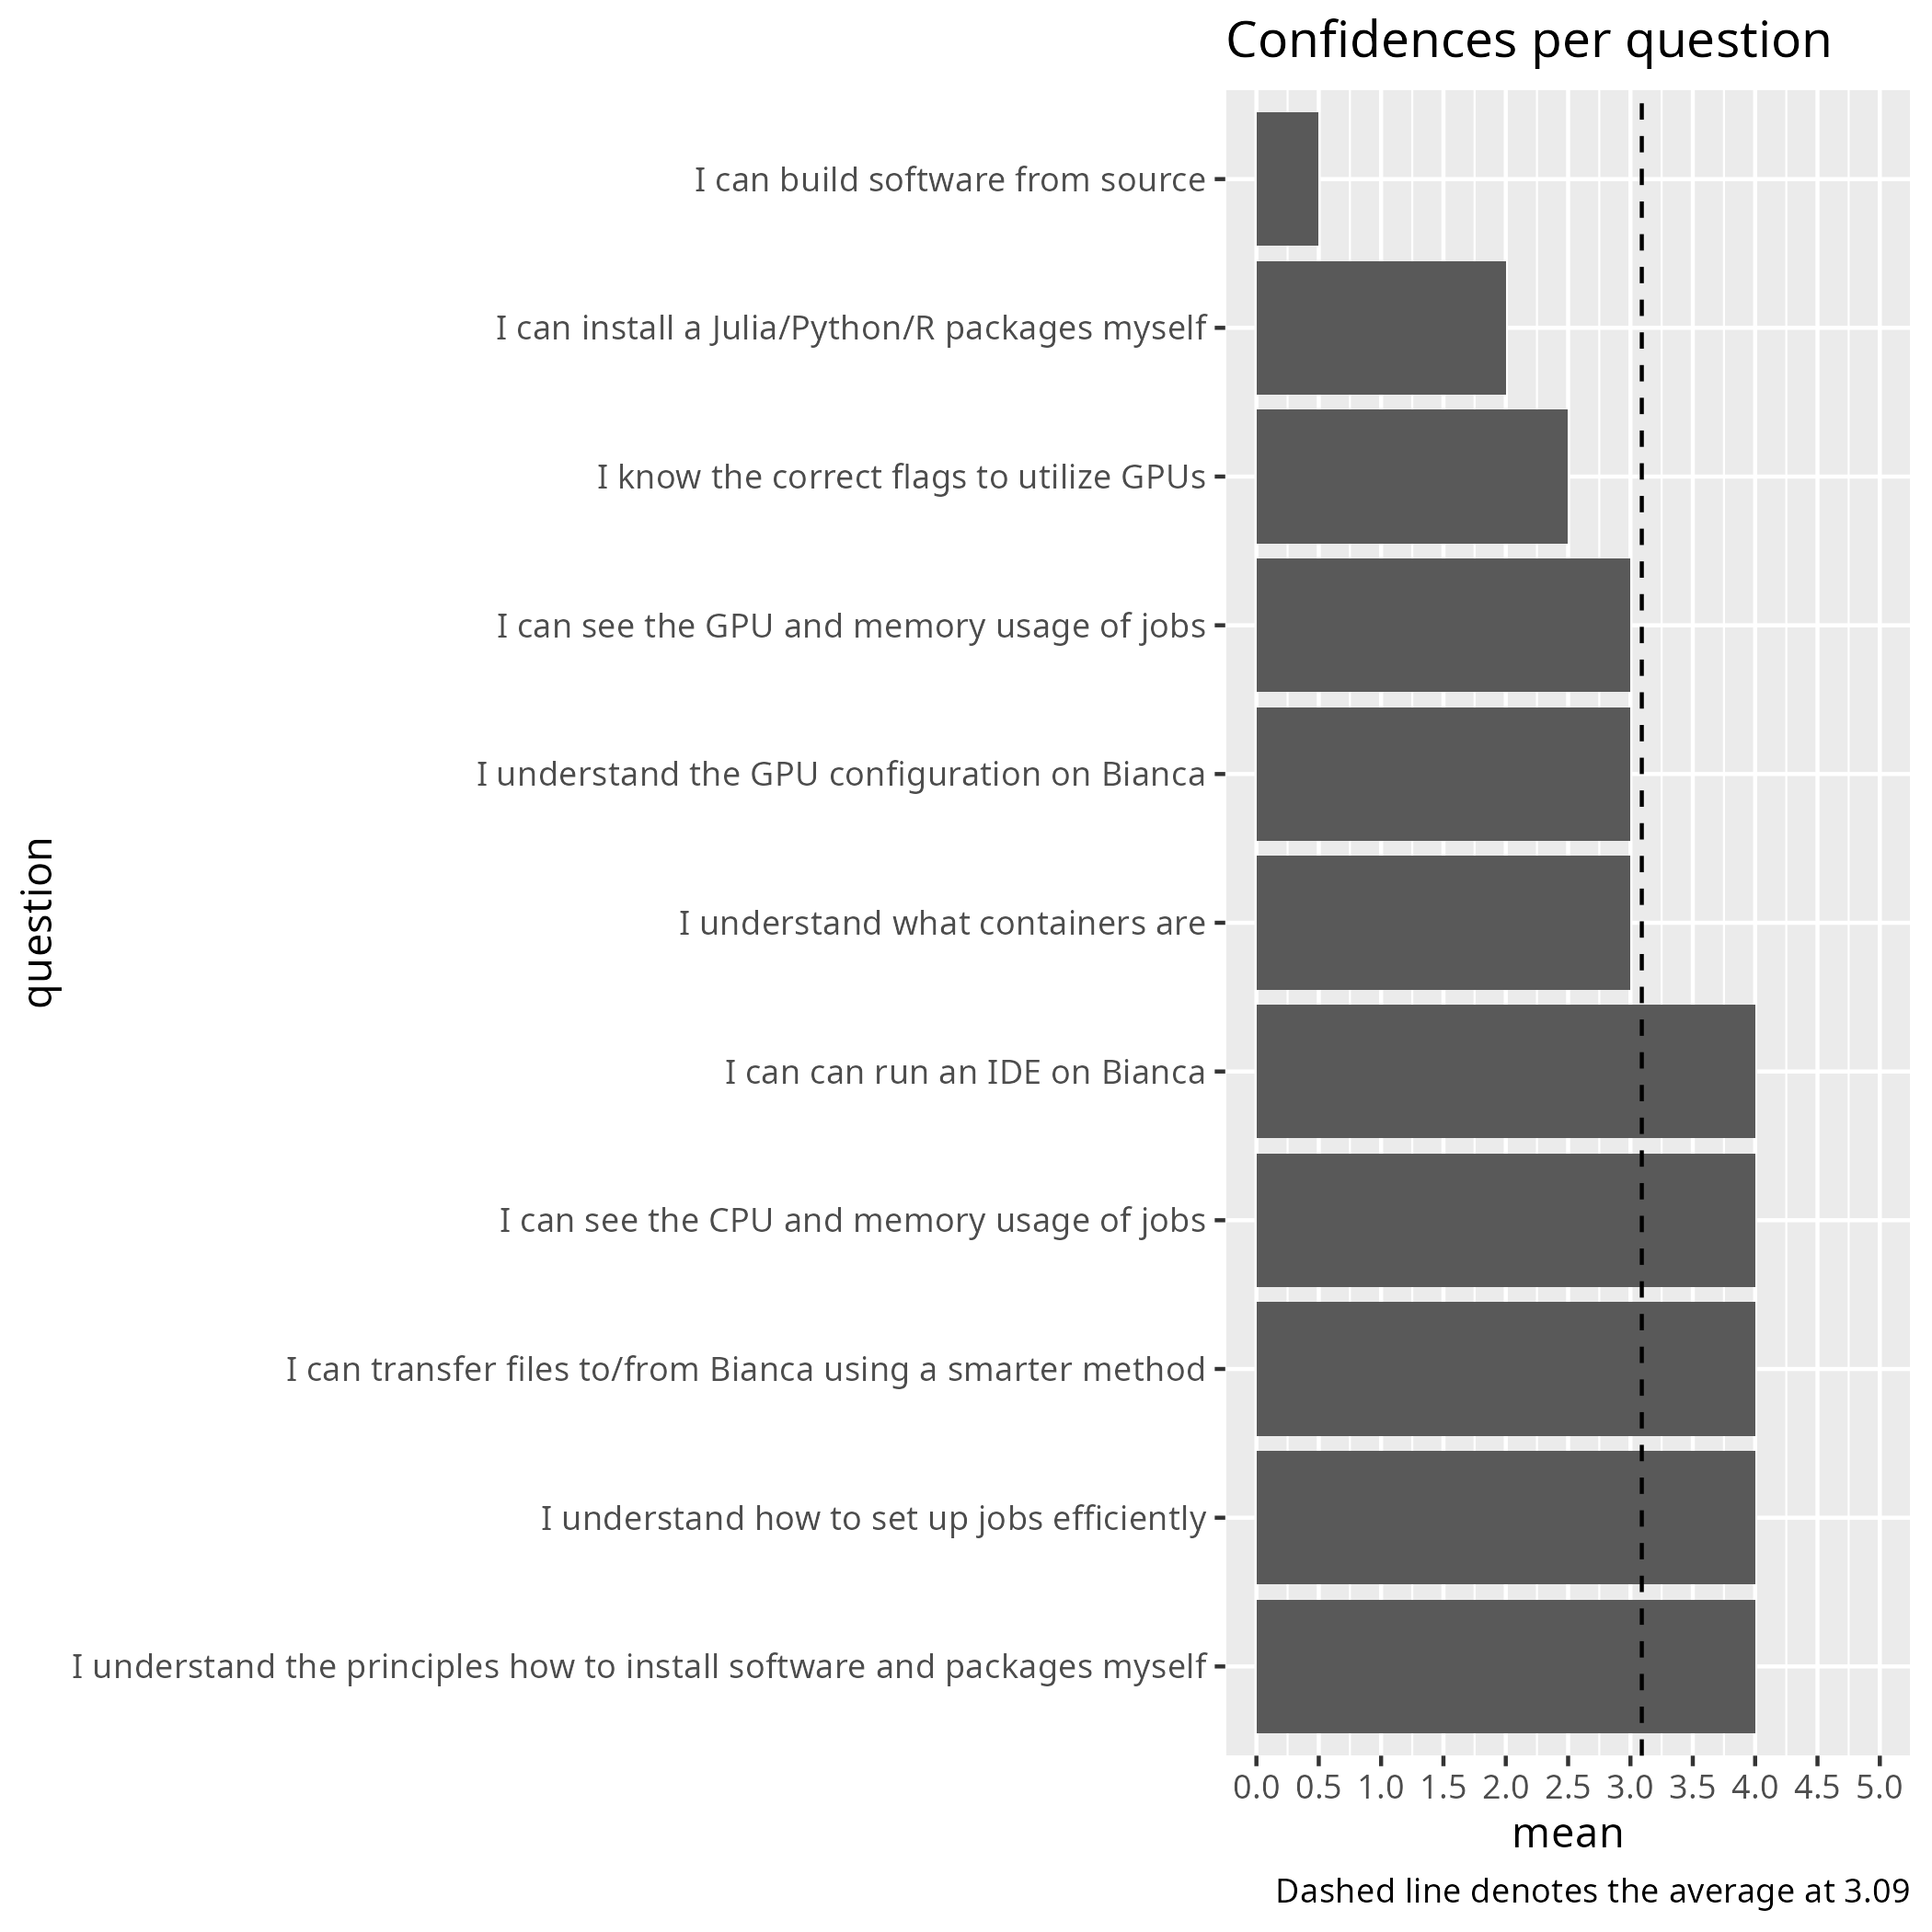 Confidences per question
I can build software from source
I can install a Julia/Python/R packages myself
I know the correct flags to utilize GPUs
I can see the GPU and memory usage of jobs
I understand the GPU configuration on Bianca
I understand what containers are
I can can run an IDE on Bianca
I can see the CPU and memory usage of jobs
I can transfer files to/from Bianca using a smarter method
I understand how to set up jobs efficiently
I understand the principles how to install software and packages myself
question
0.0 0.5 1.0 1.5 2.0 2.5 3.0 3.5 4.0 4.5 5.0
mean
Dashed line denotes the average at 3.09